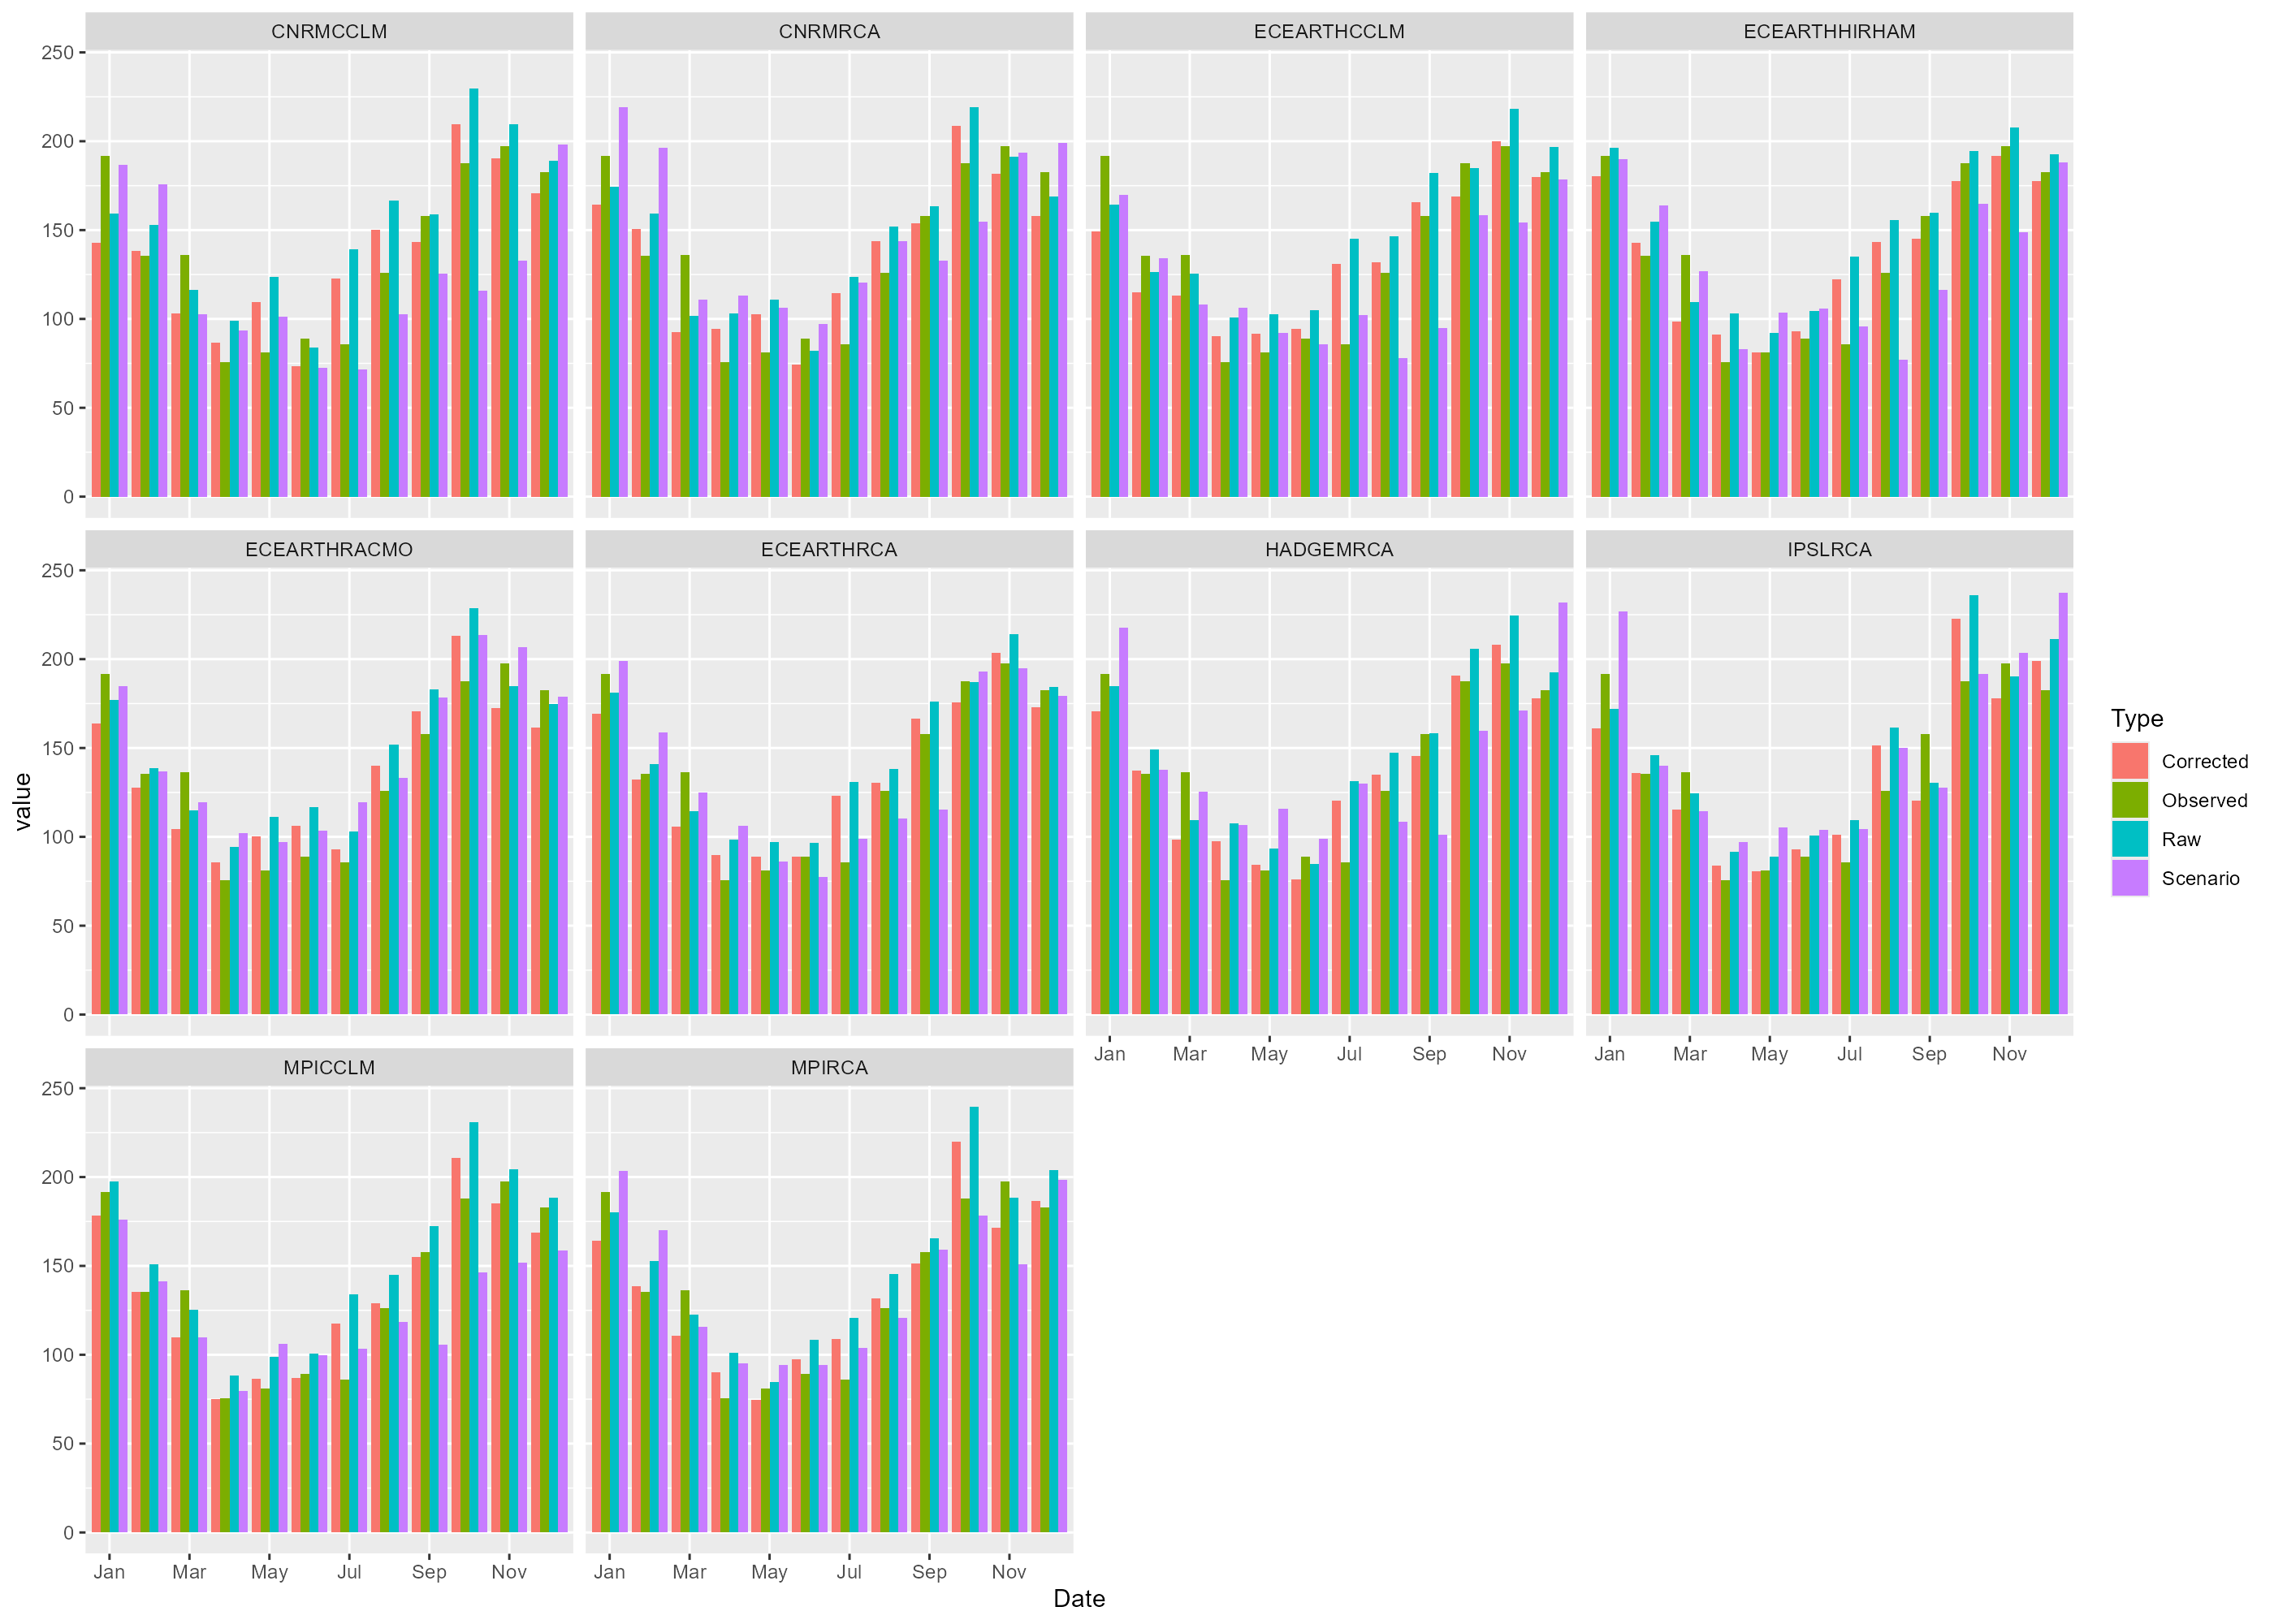 CNRMCCLM
CNRMRCA
ECEARTHCCLM
ECEARTHHIRHAM
250
200
150
100
50
0
ECEARTHRACMO
ECEARTHRCA
HADGEMRCA
IPSLRCA
250
200
150
100
50
0
Jan Mar May Jul Sep Nov
Jan Mar May Jul Sep Nov
MPICCLM
MPIRCA
250
200
150
100
50
0
Jan Mar May Jul Sep Nov
Jan Mar May Jul Sep Nov
Date
value
Type
Corrected
Observed
Raw
Scenario